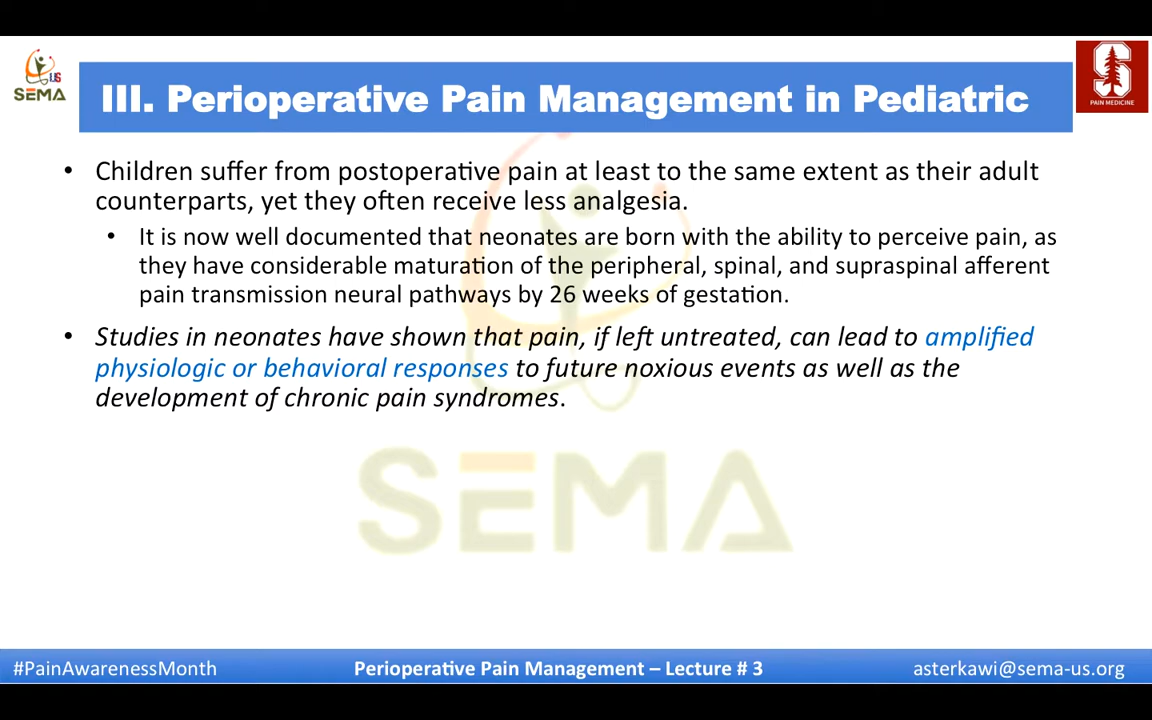 US
SEMA
III. Perioperative Pain Management in Pediatric
S
PAIN MEDICINE
• Children suffer from postoperative pain at least to the same extent as their adult
counterparts, yet they often receive less analgesia.
• It is now well documented that neonates are born with the ability to perceive pain, as
they have considerable maturation of the peripheral, spinal, and supraspinal afferent
pain transmission neural pathways by 26 weeks of gestation.
• Studies in neonates have shown that pain, if left untreated, can lead to amplified
physiologic or behavioral responses to future noxious events as well as the
development of chronic pain syndromes.
SEMA
#PainAwarenessMonth
Perioperative Pain Management – Lecture # 3
asterkawi@sema-us.org